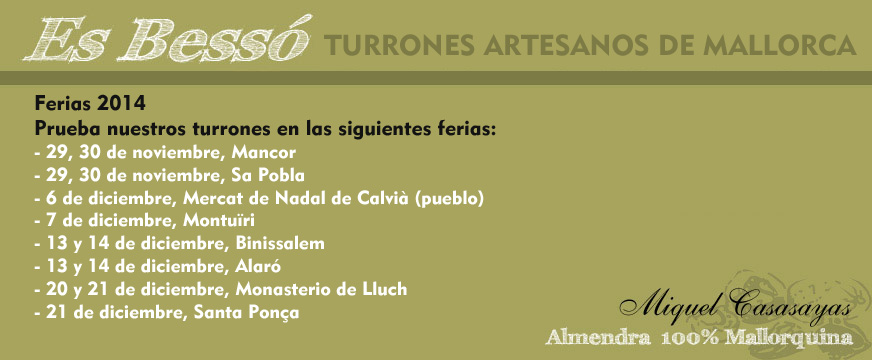 Es Bessó TURRONES ARTESANOS DE MALLORCA
Ferias 2014
Prueba nuestros turrones en las siguientes ferias:
- 29, 30 de noviembre, Mancor
- 29, 30 de noviembre, Sa Pobla
- 6 de diciembre, Mercat de Nadal de Calvià (pueblo)
- 7 de diciembre, Montuïri
- 13 y 14 de diciembre, Binissalem
- 13 y 14 de diciembre, Alaró
- 20 y 21 de diciembre, Monasterio de Lluch
- 21 de diciembre, Santa Ponça
Miquel Casasayas
Almendra 100% Mallorquina